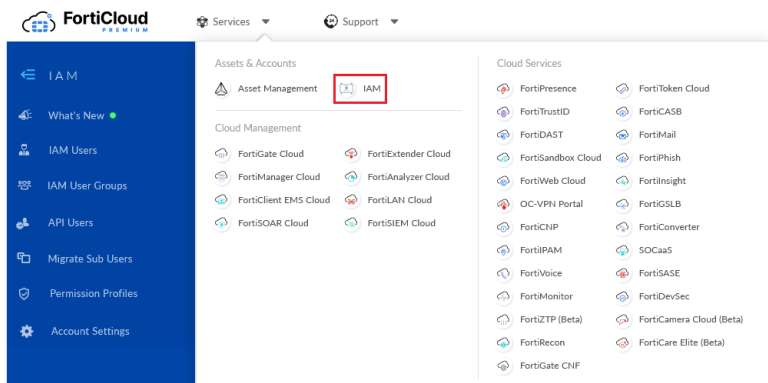 FortiCloud
PREMIUM
Services
Support
IAM
What's New
IAM Users
IAM User Groups
API Users
Migrate Sub Users
Permission Profiles
Account Settings
Assets & Accounts
Asset Management
IAM
Cloud Management
FortiGate Cloud
FortiExtender Cloud
FortiManager Cloud
FortiAnalyzer Cloud
FortiClient EMS Cloud
FortiLAN Cloud
FortiSOAR Cloud
FortiSIEM Cloud
Cloud Services
FortiPresence
FortiToken Cloud
FortiTrustID
FortiCASB
FortiDAST
FortiMail
FortiSandbox Cloud
FortiPhish
FortiWeb Cloud
FortiInsight
OC-VPN Portal
FortiGSLB
FortiCNP
FortiConverter
FortiIPAM
SOCaaS
FortiVoice
FortiSASE
FortiMonitor
FortiDevSec
FortiZTP (Beta)
FortiCamera Cloud (Beta)
FortiRecon
FortiCare Elite (Beta)
FortiGate CNF